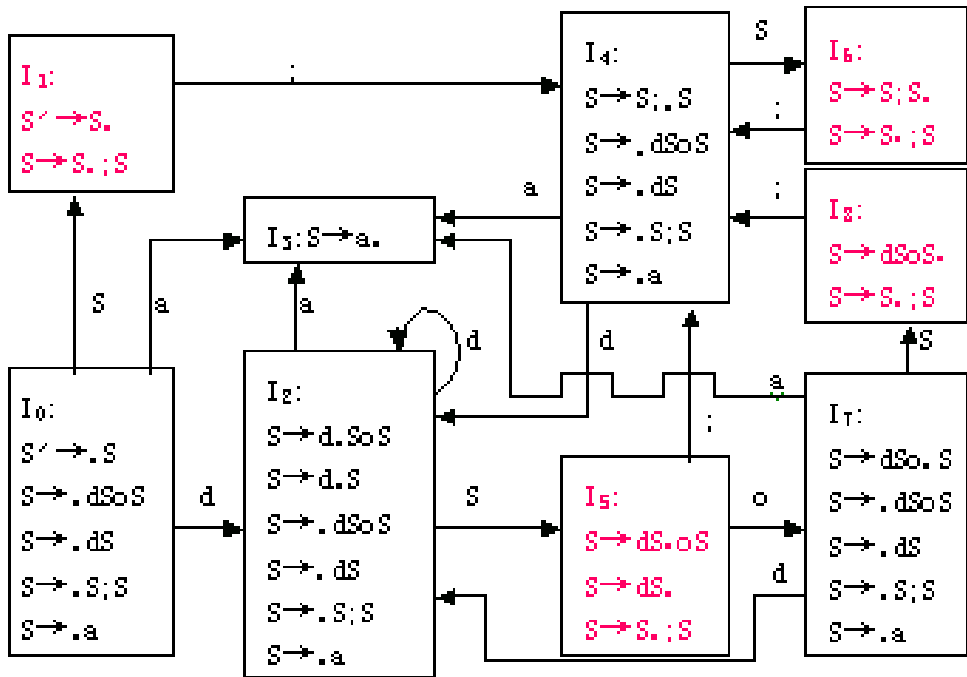 I₁:
S′→S.
S→S.;S
;
I₄:
S→S;.S
S→.dSoS
S→.dS
S→.S;S
S→.a
S
I₆:
S→S;S.
S→S.;S
;
;
I₈:
S→dSoS.
S→S.;S
a
I₃:S→a.
S
a
a
d
d
S
I₀:
S′→.S
S→.dSoS
S→.dS
S→.S;S
S→.a
d
I₂:
S→d.SoS
S→d.S
S→.dSoS
S→.dS
S→.S;S
S→.a
S
;
I₅:
S→dS.oS
S→dS.
S→S.;S
o
a
d
I₇:
S→dSo.S
S→.dSoS
S→.dS
S→.S;S
S→.a